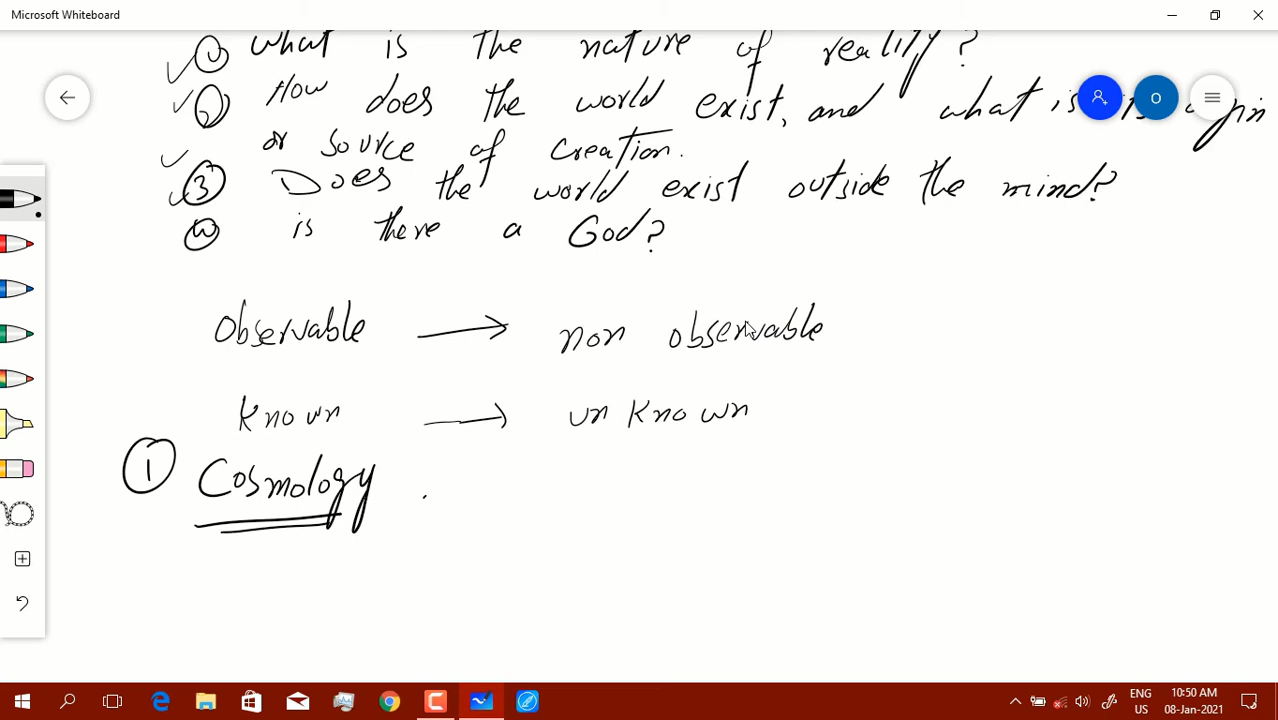 Microsoft Whiteboard
① What is the nature of reality?
② How does the world exist, and what is its origin
or source of creation.
③ Does the world exist outside the mind?
④ is there a God?
Observable → non observable
Known → un known
① Cosmology
O
ENG
US
10:50 AM
08-Jan-2021